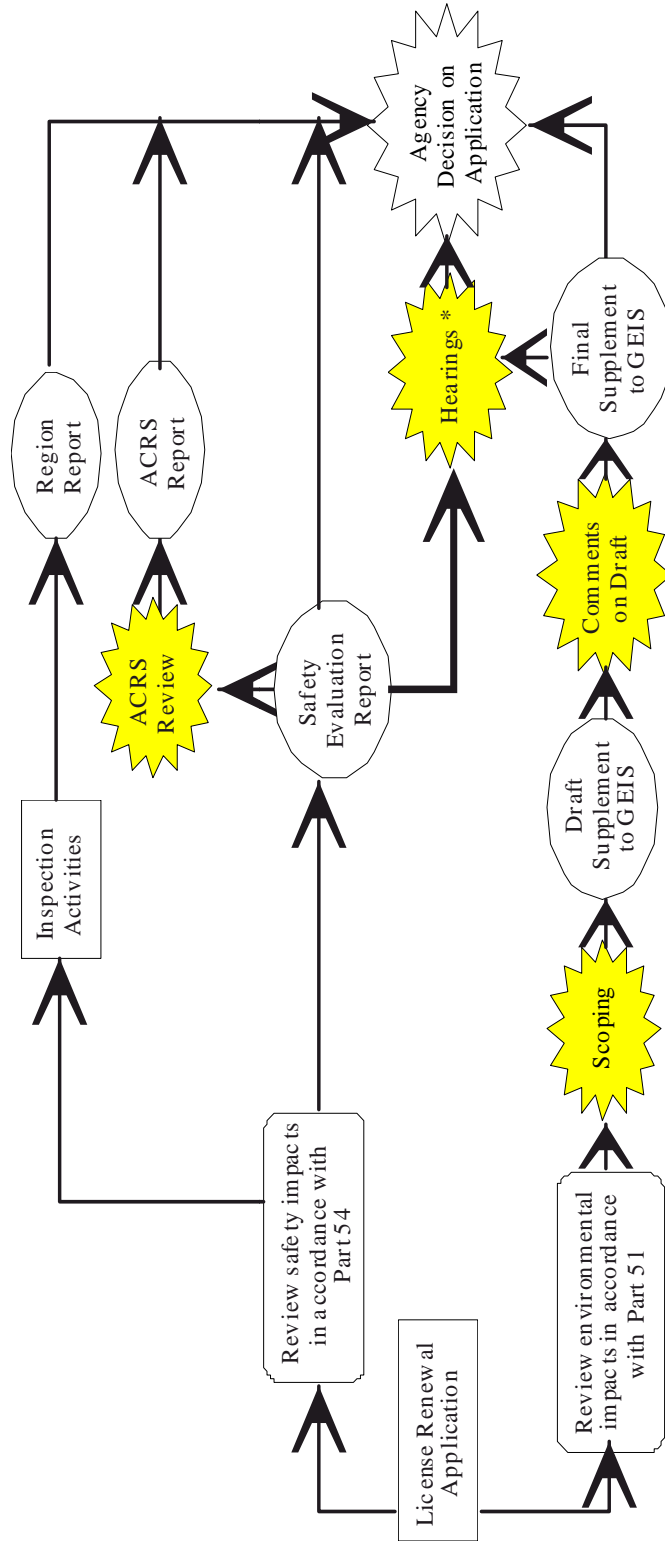 License Renewal
Application
Review safety impacts
in accordance with
Part 54
Review environmental
impacts in accordance
with Part 51
Inspection
Activities
Scoping
Safety
Evaluation
Report
ACRS
Review
Draft
Supplement
to GEIS
Region
Report
ACRS
Report
Comments
on Draft
Hearings *
Final
Supplement
to GEIS
Agency
Decision on
Application